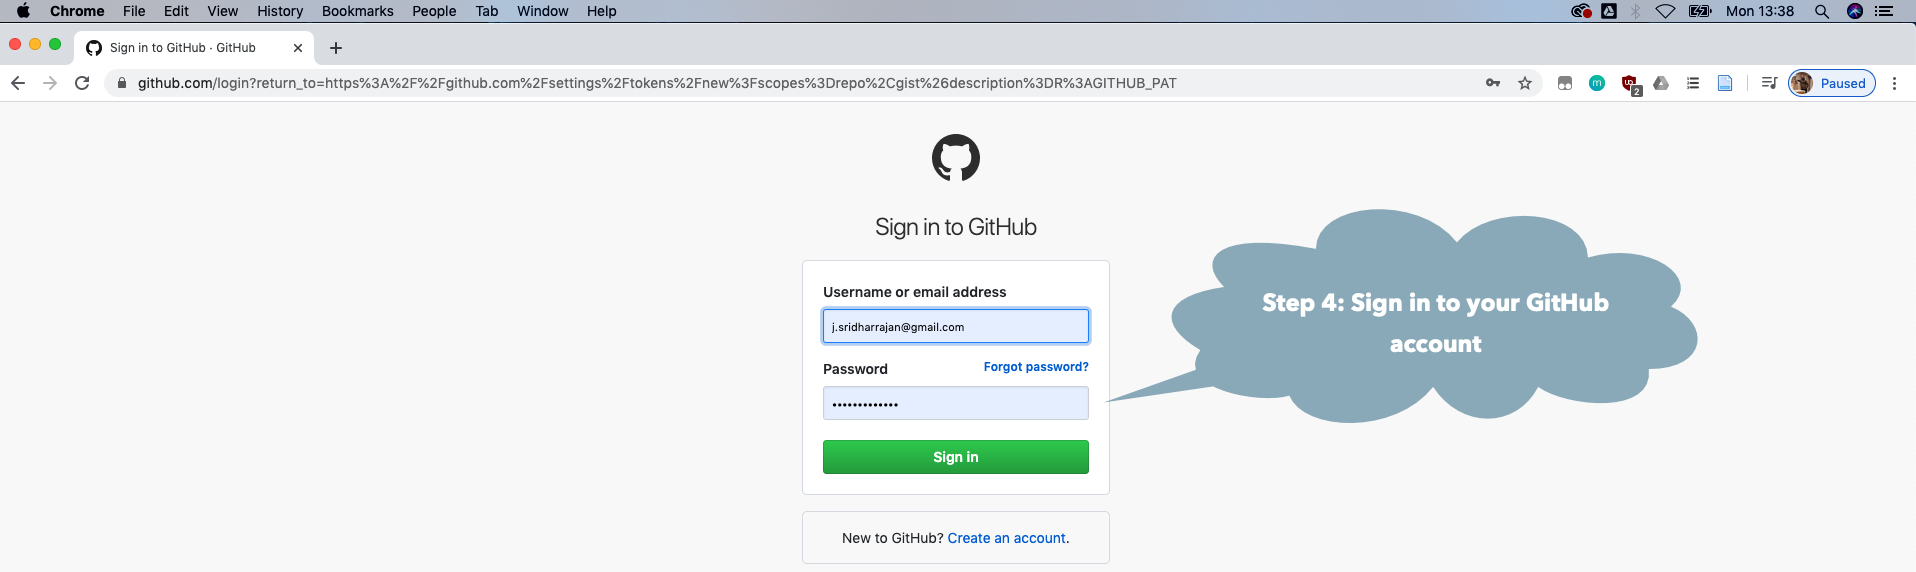 Chrome File Edit View History Bookmarks People Tab Window Help Mon 13:38
Sign in to GitHub · GitHub
github.com/login?return_to=https%3A%2F%2Fgithub.com%2Fsettings%2Ftokens%2Fnew%3Fscopes%3Drepo%2Cgist%26description%3DR%3AGITHUB_PAT
2
m
Paused
Sign in to GitHub
Username or email address
j.sridharrajan@gmail.com
Password Forgot password?
•••••••••••••
Sign in
New to GitHub? Create an account.
Step 4: Sign in to your GitHub
account